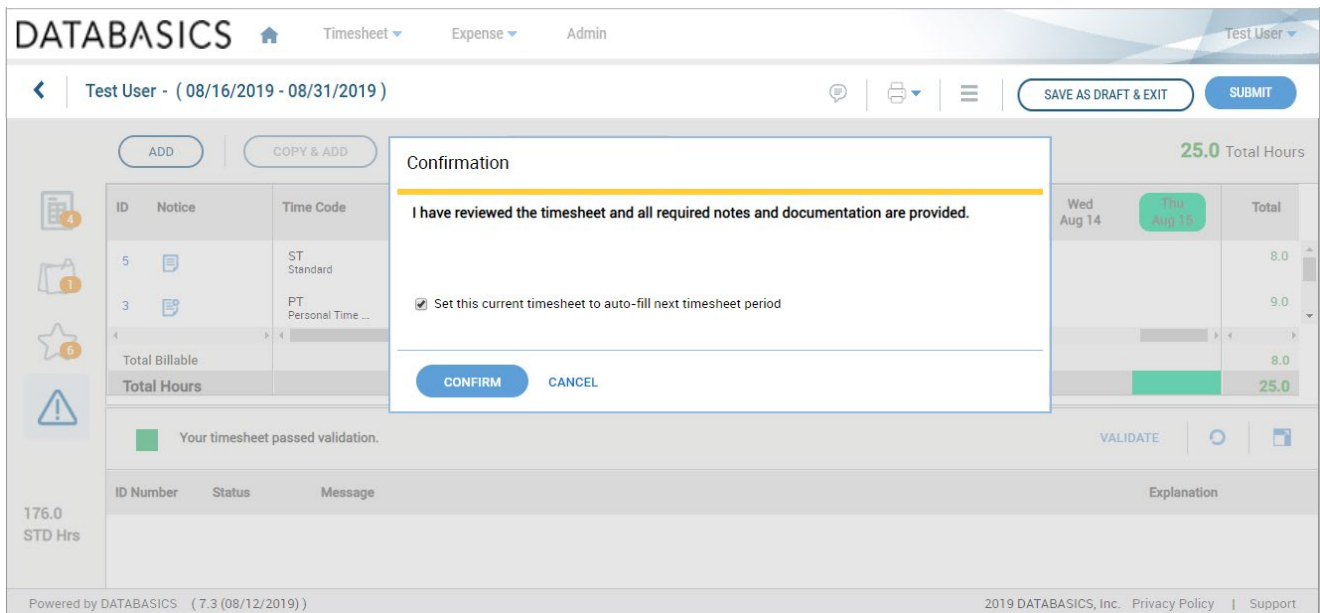 DATABASICS Timesheet Expense Admin Test User
Test User - ( 08/16/2019 - 08/31/2019 ) SAVE AS DRAFT & EXIT SUBMIT
ADD COPY & ADD 25.0 Total Hours
Confirmation
ID Notice Time Code Wed Thu Total
Aug 14 Aug 15
I have reviewed the timesheet and all required notes and documentation are provided.
4
5 ST 8.0
Standard
1
3 PT 9.0
Personal Time ...
Set this current timesheet to auto-fill next timesheet period
6
Total Billable 8.0
Total Hours 25.0
CONFIRM CANCEL
Your timesheet passed validation. VALIDATE
ID Number Status Message Explanation
176.0
STD Hrs
Powered by DATABASICS ( 7.3 (08/12/2019) ) 2019 DATABASICS, Inc. Privacy Policy | Support